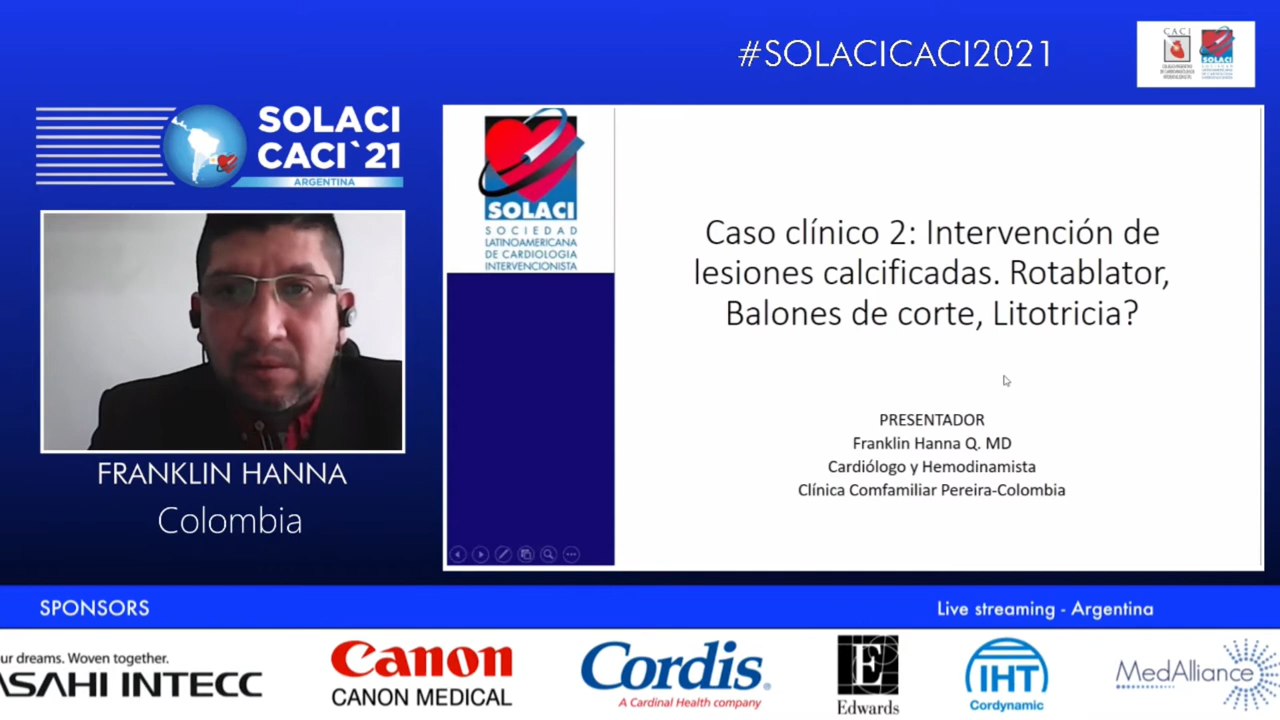 #SOLACICACI2021
CACI
SOLACI
SOLACI
CACI`21
ARGENTINA
FRANKLIN HANNA
Colombia
SOLACI
SOCIEDAD
LATINOAMERICANA
DE CARDIOLOGIA
INTERVENCIONISTA
Caso clínico 2: Intervención de
lesiones calcificadas. Rotablator,
Balones de corte, Litotricia?
PRESENTADOR
Franklin Hanna Q. MD
Cardiólogo y Hemodinamista
Clínica Comfamiliar Pereira-Colombia
SPONSORS
Live streaming - Argentina
ur dreams. Woven together.
ASAHI INTECC
Canon
CANON MEDICAL
Cordis
A Cardinal Health company
E
Edwards
IHT
Cordynamic
MedAlliance